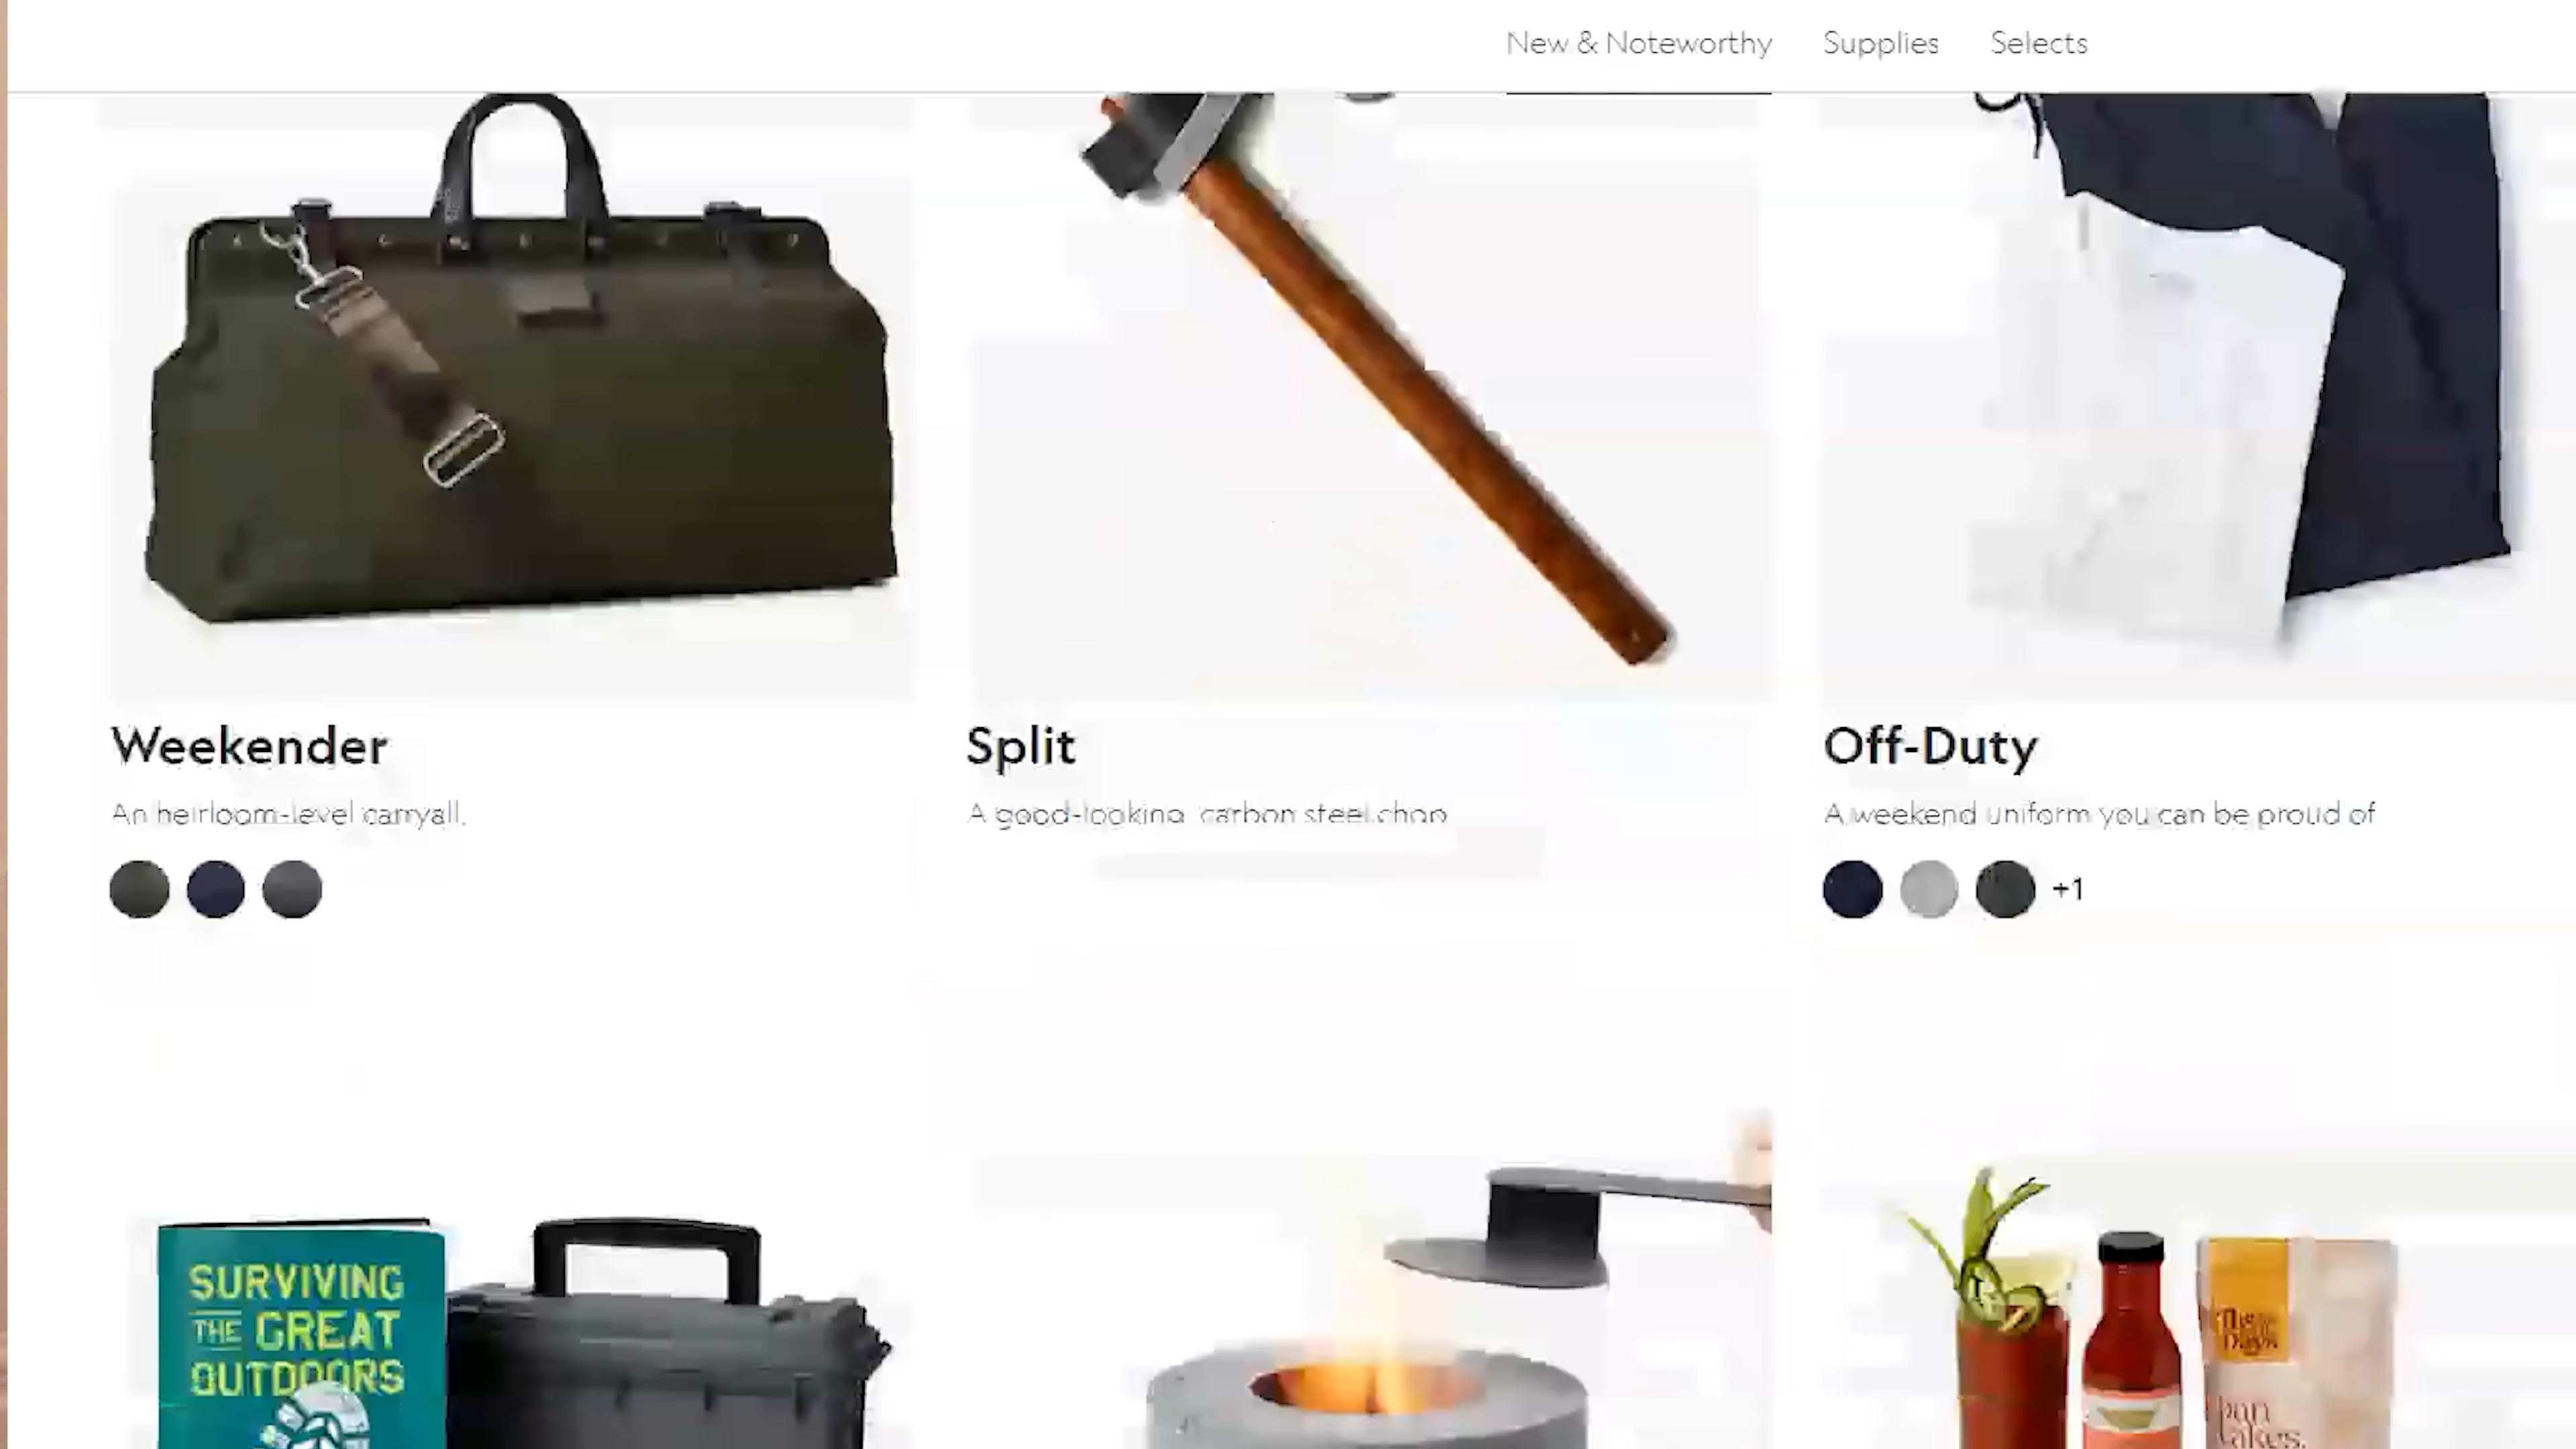 New & Noteworthy Supplies Selects
Weekender
An heirloom-level carryall.
Split
A good-looking, carbon steel chop
Off-Duty
A weekend uniform you can be proud of
+1
SURVIVING
THE GREAT
OUTDOORS
pan